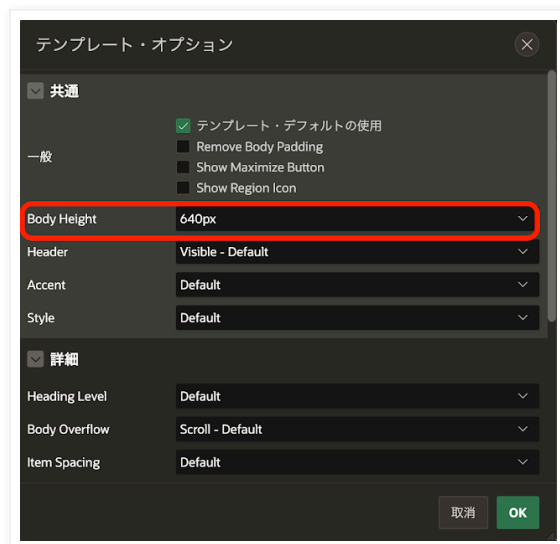 テンプレート・オプション
共通
一般
テンプレート・デフォルトの使用
Remove Body Padding
Show Maximize Button
Show Region Icon
Body Height 640px
Header Visible - Default
Accent Default
Style Default
詳細
Heading Level Default
Body Overflow Scroll - Default
Item Spacing Default
取消 OK